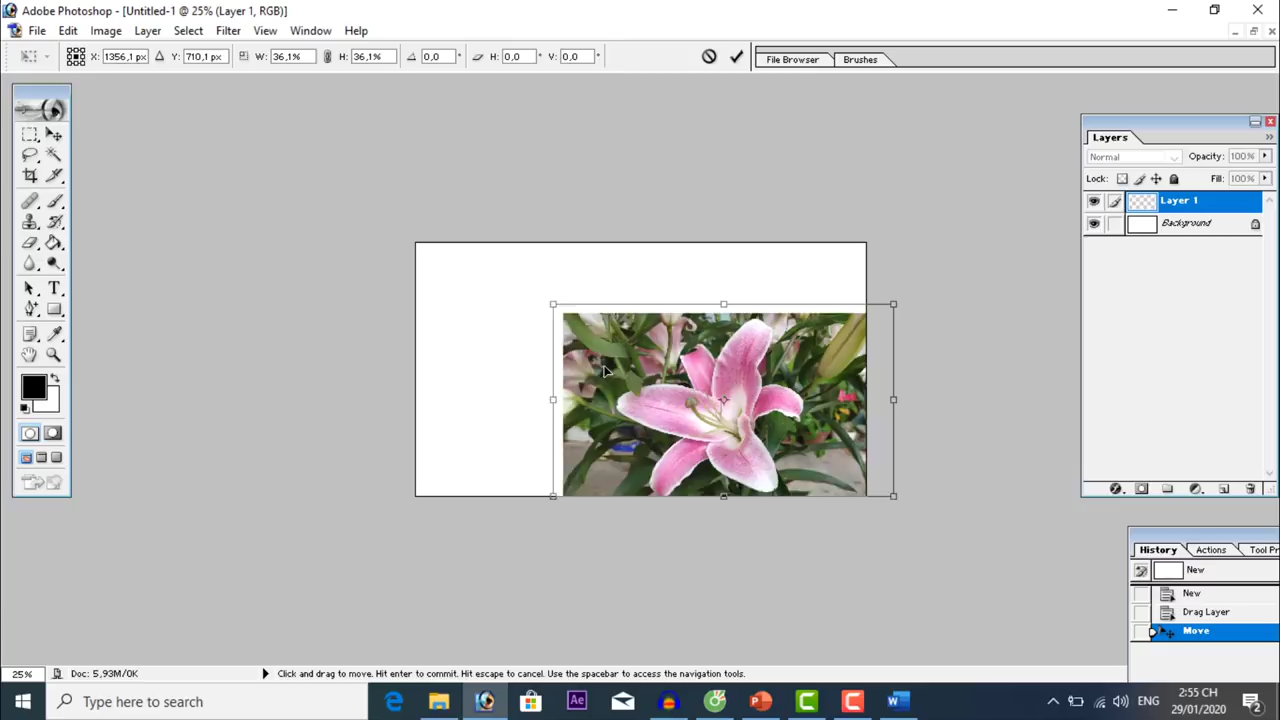 Adobe Photoshop - [Untitled-1 @ 25% (Layer 1, RGB)]
File Edit Image Layer Select Filter View Window Help
X: 1356,1 px Y: 710,1 px W: 36,1% H: 36,1% 0,0 ° H: 0,0 ° V: 0,0 °
File Browser Brushes
Layers
Normal Opacity: 100%
Lock: Fill: 100%
Layer 1
Background
T
History Actions Tool Pr
New
New
Drag Layer
Move
25% Doc: 5,93M/0K Click and drag to move. Hit enter to commit. Hit escape to cancel. Use the spacebar to access the navigation tools.
Type here to search
Ae
ENG
2:55 CH
29/01/2020
2